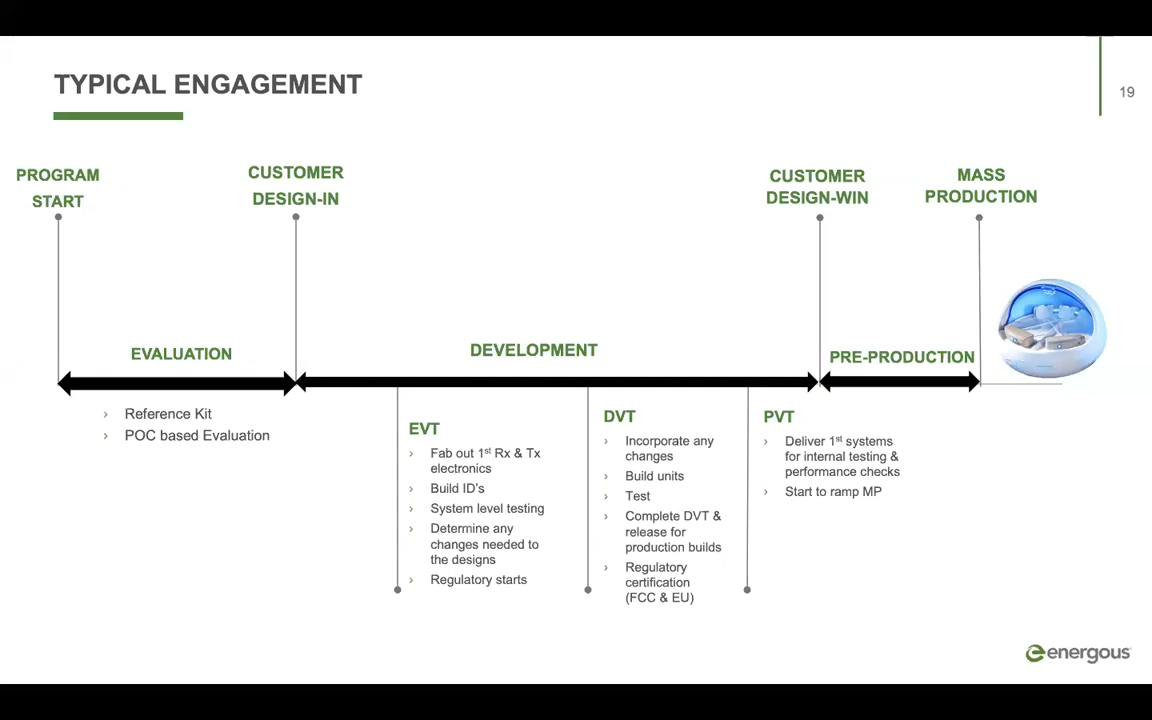 TYPICAL ENGAGEMENT
19
PROGRAM
START
CUSTOMER
DESIGN-IN
CUSTOMER
DESIGN-WIN
MASS
PRODUCTION
EVALUATION
DEVELOPMENT
PRE-PRODUCTION
› Reference Kit
› POC based Evaluation
EVT
› Fab out 1st Rx & Tx
electronics
› Build ID’s
› System level testing
› Determine any
changes needed to
the designs
› Regulatory starts
DVT
› Incorporate any
changes
› Build units
› Test
› Complete DVT &
release for
production builds
› Regulatory
certification
(FCC & EU)
PVT
› Deliver 1st systems
for internal testing &
performance checks
› Start to ramp MP
energous